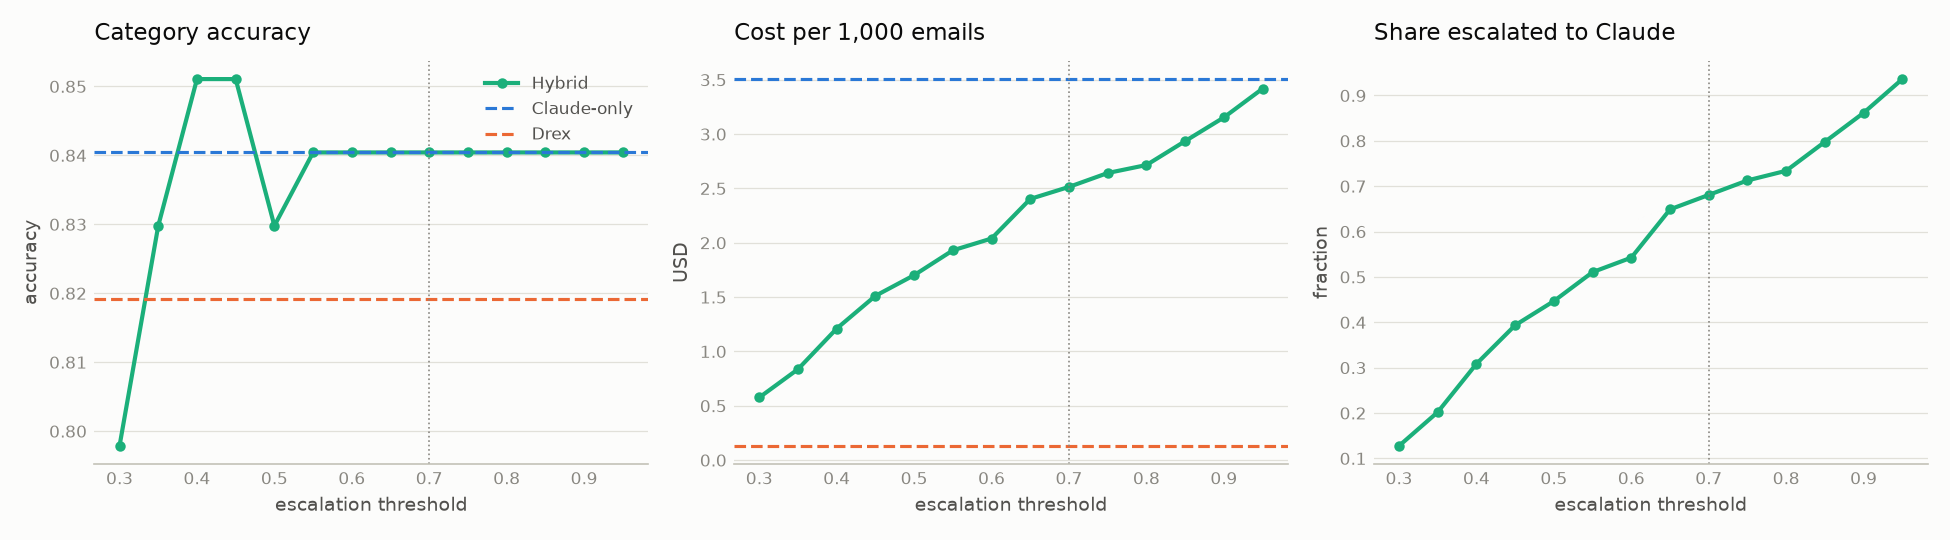 Category accuracy
0.85
0.84
0.83
0.82
0.81
0.80
accuracy
Hybrid
Claude-only
Drex
0.3 0.4 0.5 0.6 0.7 0.8 0.9
escalation threshold
Cost per 1,000 emails
3.5
3.0
2.5
2.0
1.5
1.0
0.5
0.0
USD
0.3 0.4 0.5 0.6 0.7 0.8 0.9
escalation threshold
Share escalated to Claude
0.9
0.8
0.7
0.6
0.5
0.4
0.3
0.2
0.1
fraction
0.3 0.4 0.5 0.6 0.7 0.8 0.9
escalation threshold